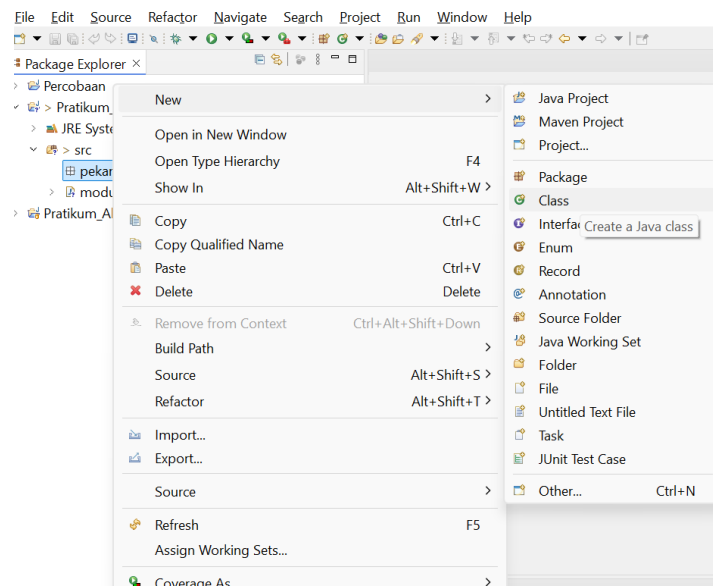 File Edit Source Refactor Navigate Search Project Run Window Help
Package Explorer
Percobaan
> Pratikum_
JRE Syste
> src
pekar
modu
Pratikum_Al
New
Open in New Window
Open Type Hierarchy F4
Show In Alt+Shift+W
Copy Ctrl+C
Copy Qualified Name
Paste Ctrl+V
Delete Delete
Remove from Context Ctrl+Alt+Shift+Down
Build Path
Source Alt+Shift+S
Refactor Alt+Shift+T
Import...
Export...
Source
Refresh F5
Assign Working Sets...
Coverage As
Java Project
Maven Project
Project...
Package
Class
Interfac
Create a Java class
Enum
Record
Annotation
Source Folder
Java Working Set
Folder
File
Untitled Text File
Task
JUnit Test Case
Other... Ctrl+N